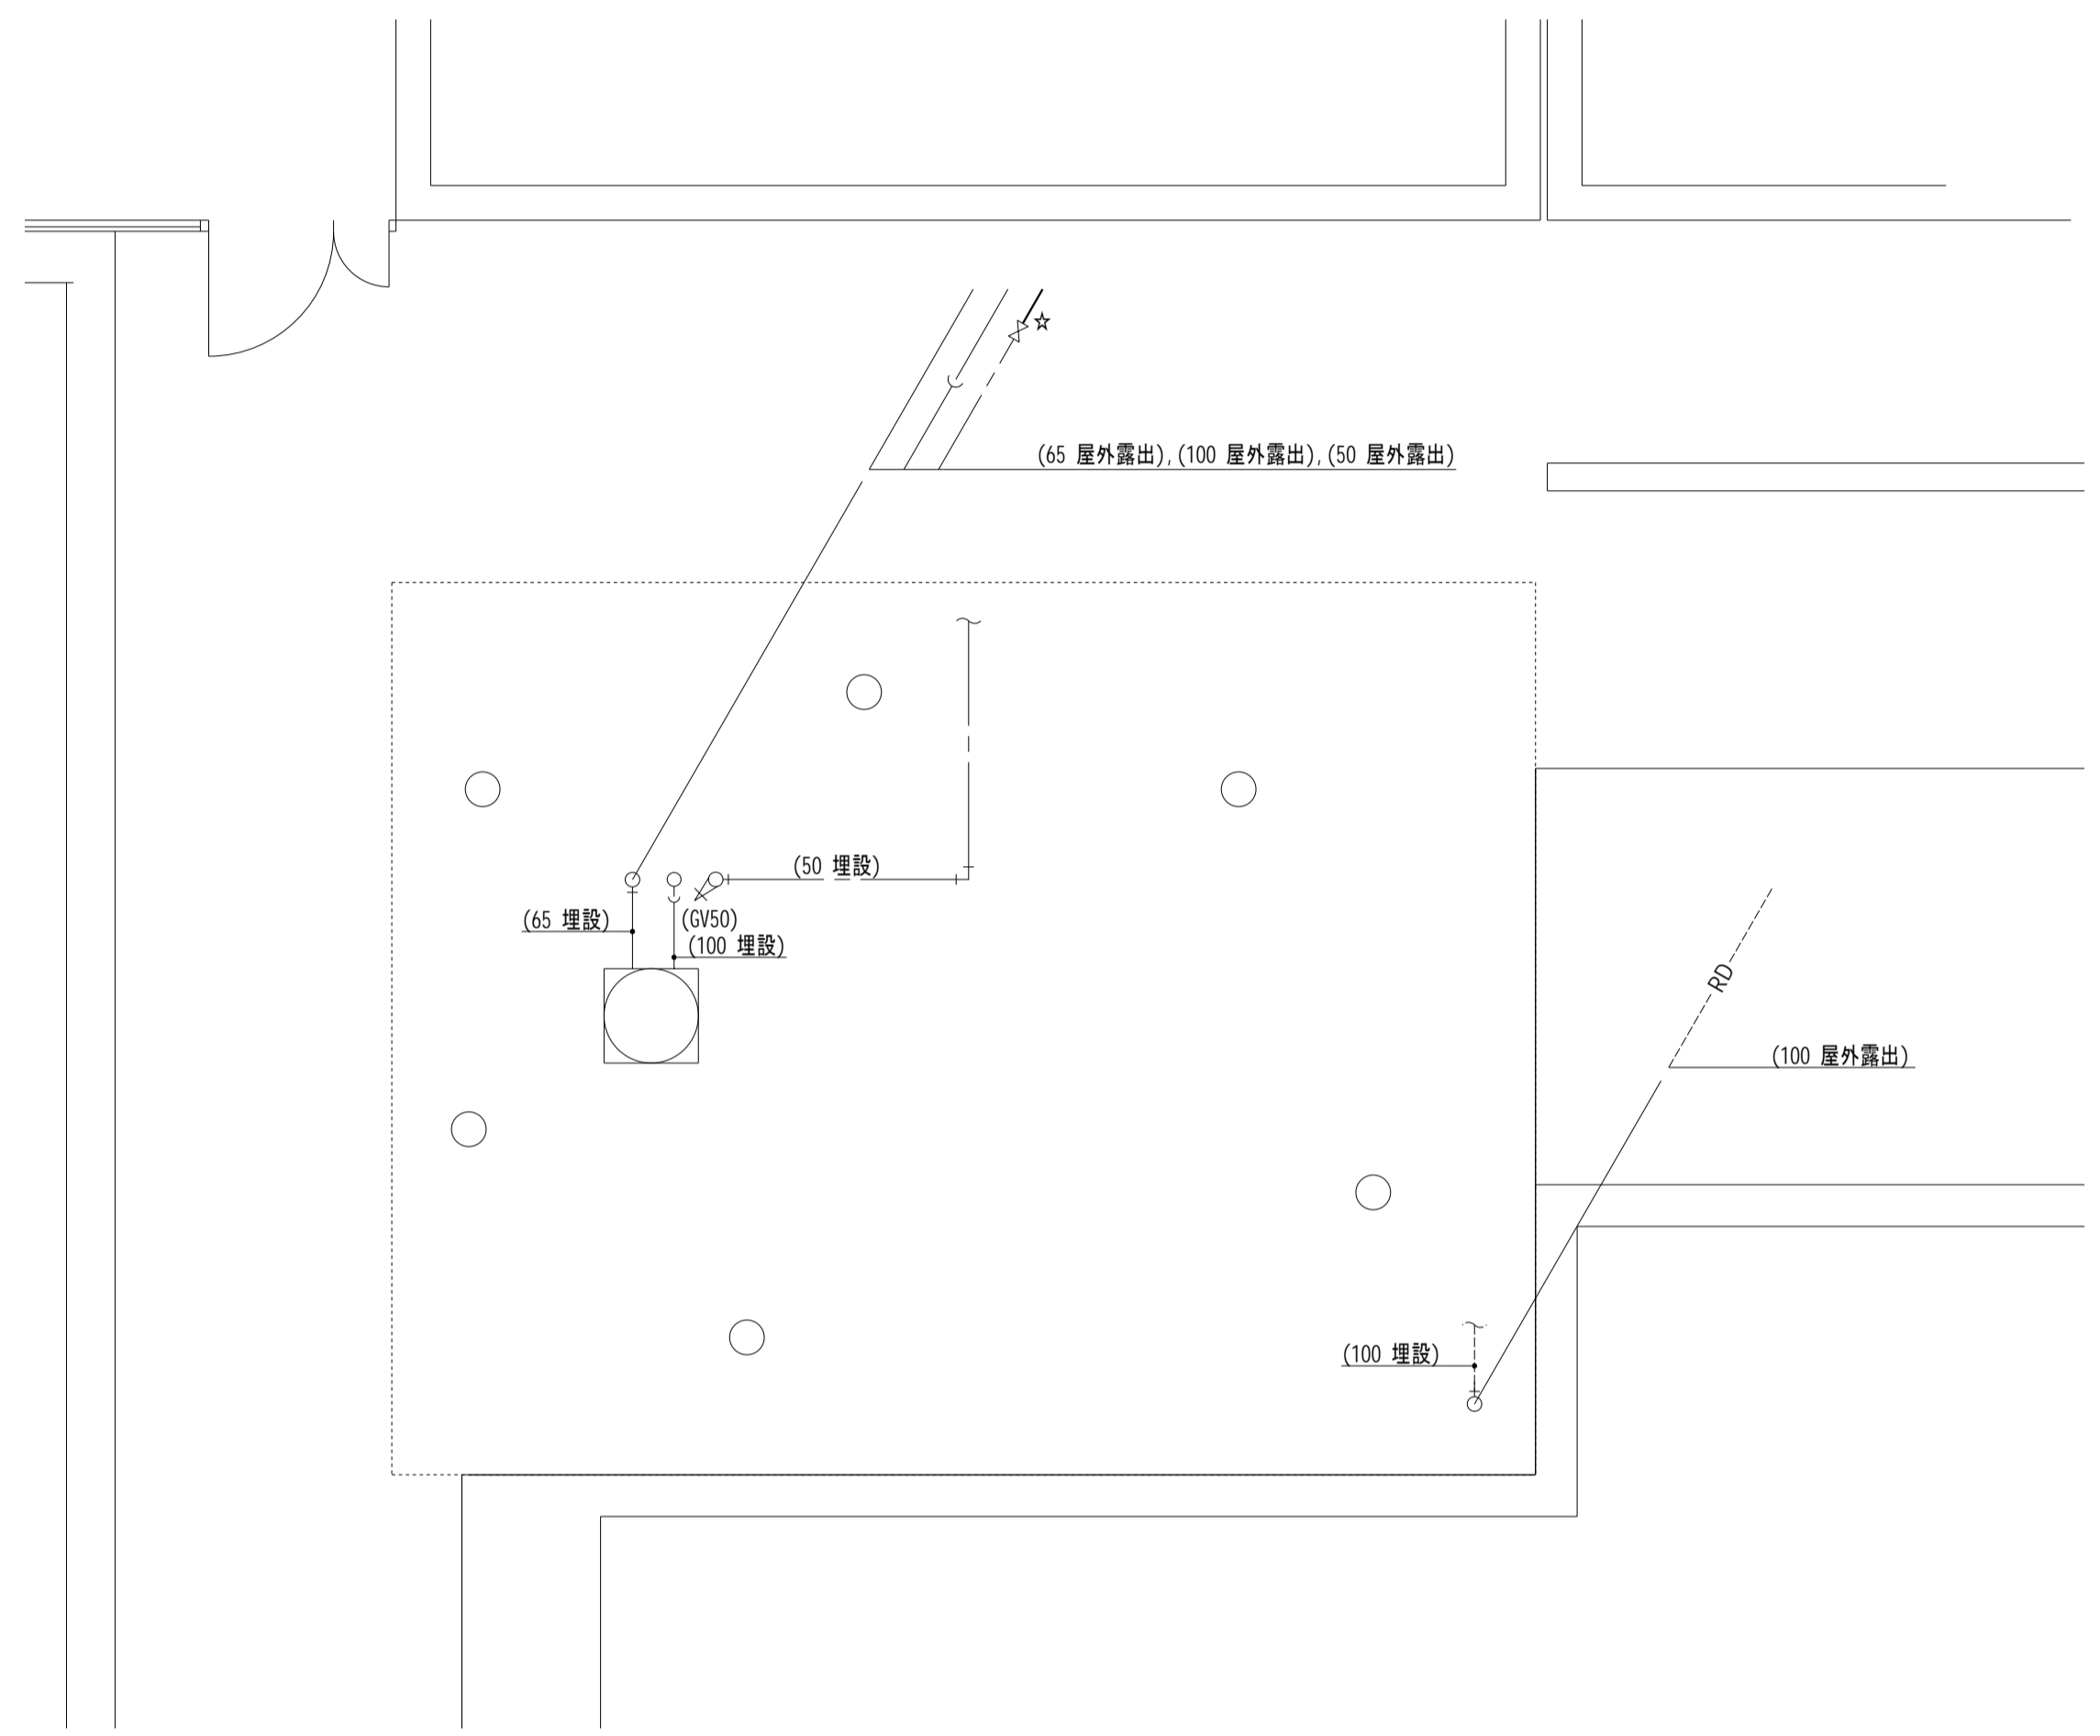 ☆
(65 屋外露出),(100 屋外露出),(50 屋外露出)
(50 埋設)
(65 埋設)
(GV50)
(100 埋設)
RD
(100 屋外露出)
(100 埋設)